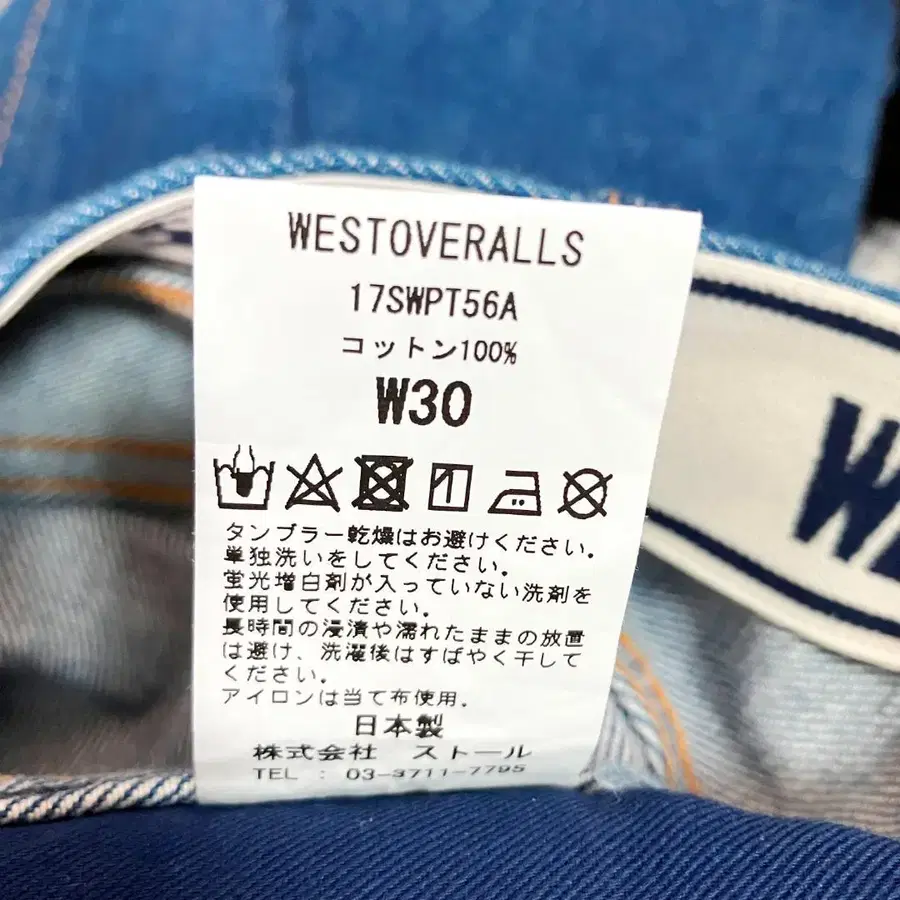 WESTOVERALLS
17SWPT56A
コットン100%
W30
タンブラー乾燥はお避けください。
単独洗いをしてください。
蛍光増白剤が入っていない洗剤を
使用してください。
長時間の浸漬や濡れたままの放置
は避け、洗濯後はすばやく干して
ください。
アイロンは当て布使用。
日本製
株式会社　ストール
TEL : 03-3711-7795
W